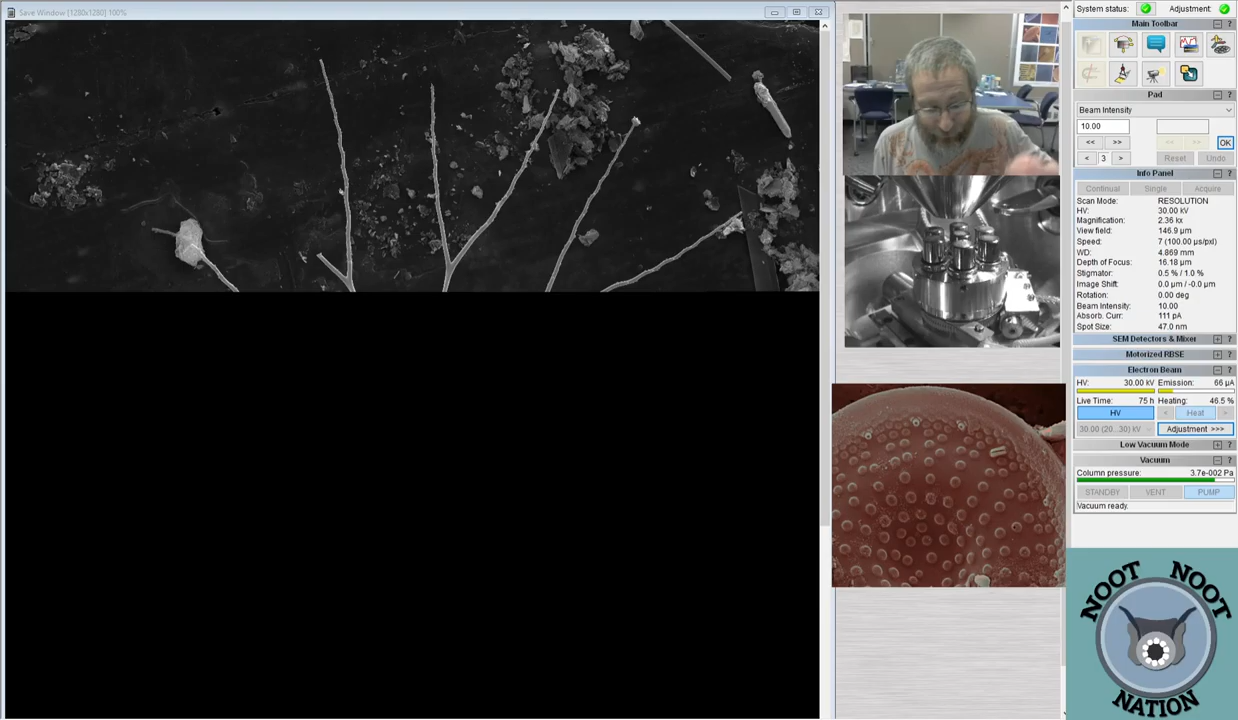 Save Window [1280x1280] 100%
System status: Adjustment:
Main Toolbar
?
Pad
?
Beam Intensity
10.00
<< >> << >> OK
< 3 > Reset Undo
Info Panel
?
Continual Single Acquire
Scan Mode: RESOLUTION
HV: 30.00 kV
Magnification: 2.36 kx
View field: 146.9 µm
Speed: 7 (100.00 µs/pxl)
WD: 4.869 mm
Depth of Focus: 16.18 µm
Stigmator: 0.5 % / 1.0 %
Image Shift: 0.0 µm / -0.0 µm
Rotation: 0.00 deg
Beam Intensity: 10.00
Absorb. Curr: 111 pA
Spot Size: 47.0 nm
SEM Detectors & Mixer
?
Motorized RBSE
?
Electron Beam
?
HV: 30.00 kV Emission: 66 µA
Live Time: 75 h Heating: 46.5 %
HV < Heat >
30.00 (20...30) kV Adjustment >>>
Low Vacuum Mode
?
Vacuum
?
Column pressure: 3.7e-002 Pa
STANDBY VENT PUMP
Vacuum ready.
NOOT NOOT
NATION